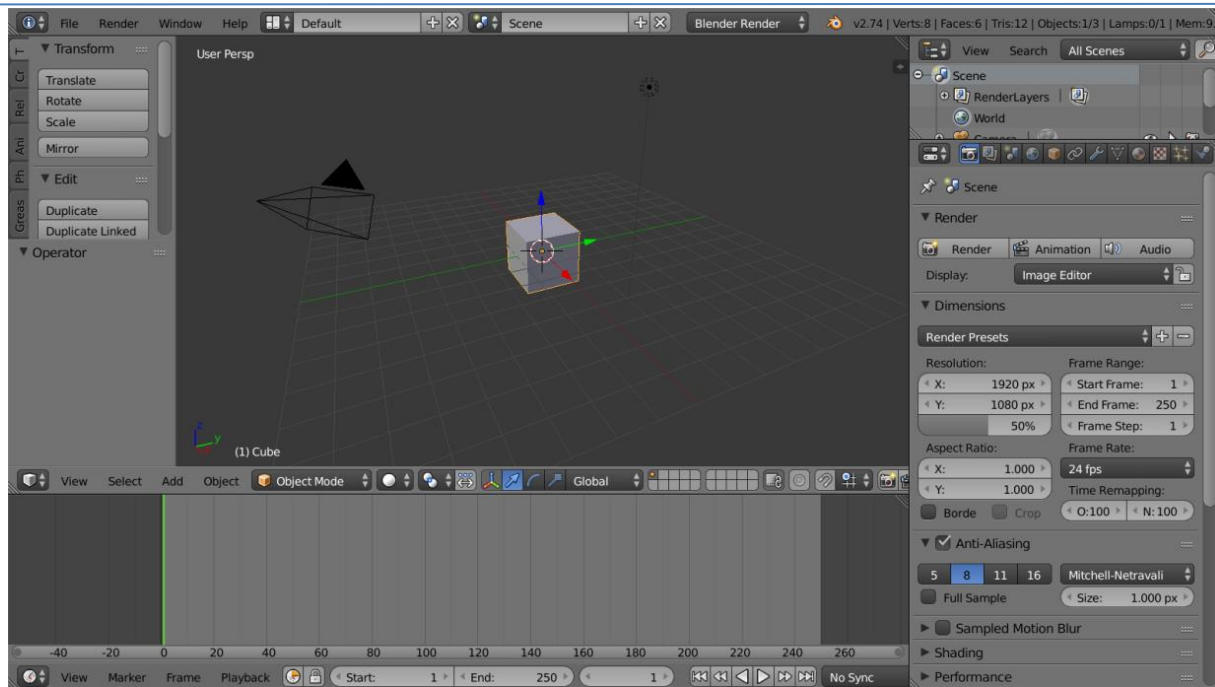 File Render Window Help Default Scene Blender Render v2.74 | Verts:8 | Faces:6 | Tris:12 | Objects:1/3 | Lamps:0/1 | Mem:9.
T
Cr
Rel
Ani
Ph
Greas
Transform
Translate
Rotate
Scale
Mirror
Edit
Duplicate
Duplicate Linked
Operator
User Persp
z
y
(1) Cube
View Select Add Object Object Mode Global
-40 -20 0 20 40 60 80 100 120 140 160 180 200 220 240 260
View Marker Frame Playback Start: 1 End: 250 1 No Sync
View Search All Scenes
Scene
RenderLayers
World
Camera
Scene
Render
Render Animation Audio
Display: Image Editor
Dimensions
Render Presets
Resolution: Frame Range:
X: 1920 px Start Frame: 1
Y: 1080 px End Frame: 250
50% Frame Step: 1
Aspect Ratio: Frame Rate:
X: 1.000 24 fps
Y: 1.000 Time Remapping:
Borde Crop O:100 N:100
Anti-Aliasing
5 8 11 16 Mitchell-Netravali
Full Sample Size: 1.000 px
Sampled Motion Blur
Shading
Performance